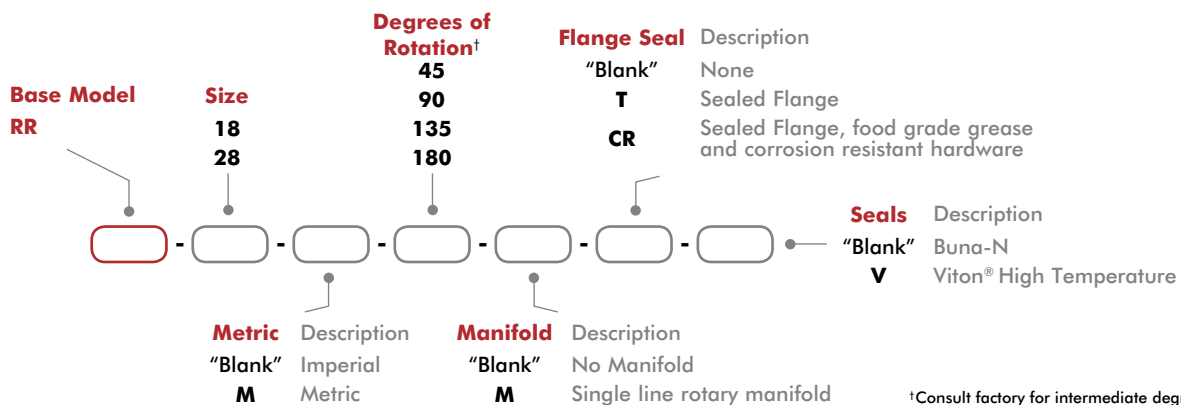 Degrees of
Rotation†
45
90
135
180
Flange Seal Description
"Blank" None
T Sealed Flange
CR Sealed Flange, food grade grease
and corrosion resistant hardware
Base Model
RR
Size
18
28
- - - - - -
Seals Description
"Blank" Buna-N
V Viton® High Temperature
Metric Description
"Blank" Imperial
M Metric
Manifold Description
"Blank" No Manifold
M Single line rotary manifold
†Consult factory for intermediate